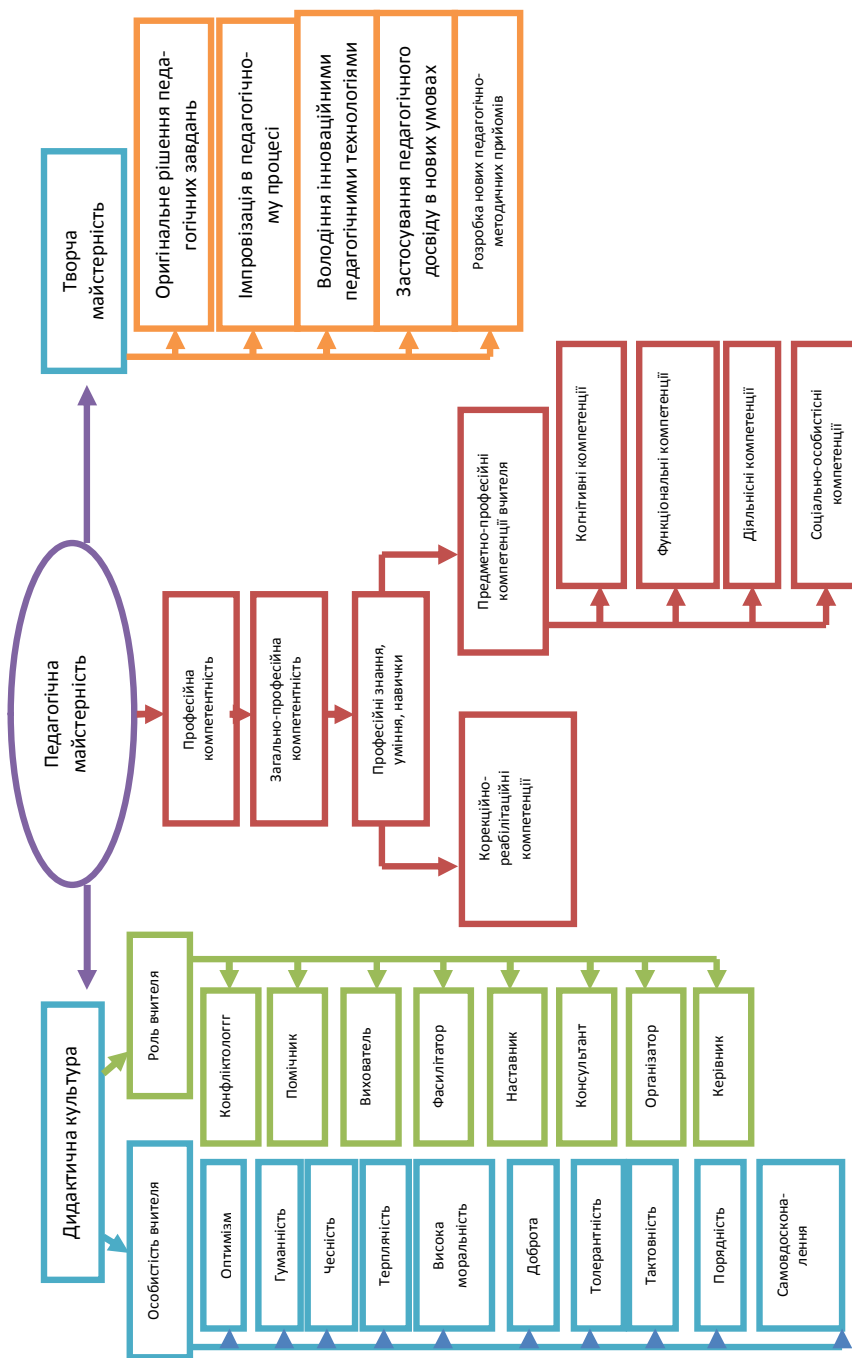 Педагогічна
майстерність
Дидактична культура
Особистість вчителя
Оптимізм
Гуманність
Чесність
Терплячість
Висока
моральність
Доброта
Толерантність
Тактовність
Порядність
Самовдоскона-
лення
Роль вчителя
Конфліктологгг
Помічник
Вихователь
Фасилітатор
Наставник
Консультант
Організатор
Керівник
Професійна
компетентність
Загально-професійна
компетентність
Професійні знання,
уміння, навички
Корекційно-
реабілітаційні
компетенції
Предметно-професійні
компетенції вчителя
Когнітивні компетенції
Функціональні компетенції
Діяльнісні компетенції
Соціально-особистісні
компетенції
Творча
майстерність
Оригінальне рішення педа-
гогічних завдань
Імпровізація в педагогічно-
му процесі
Володіння інноваційними
педагогічними технологіями
Застосування педагогічного
досвіду в нових умовах
Розробка нових педагогічно-
методичних прийомів